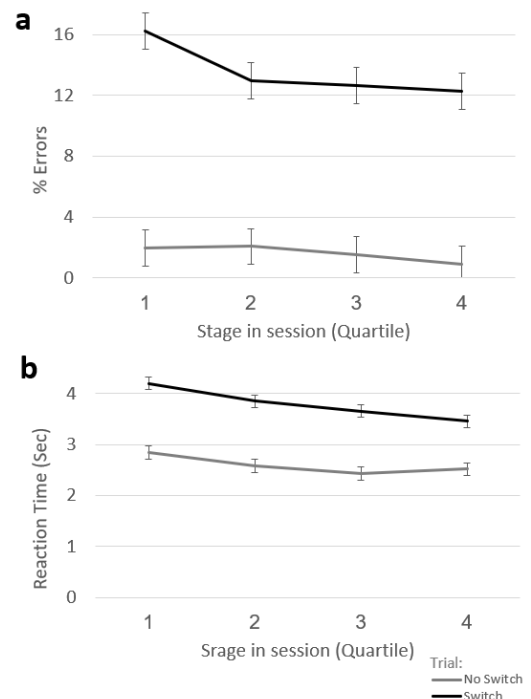 a
16
12
8
4
0
% Errors
1 2 3 4
Stage in session (Quartile)
b
4
3
2
1
0
Reaction Time (Sec)
1 2 3 4
Srage in session (Quartile)
Trial:
No Switch
Switch